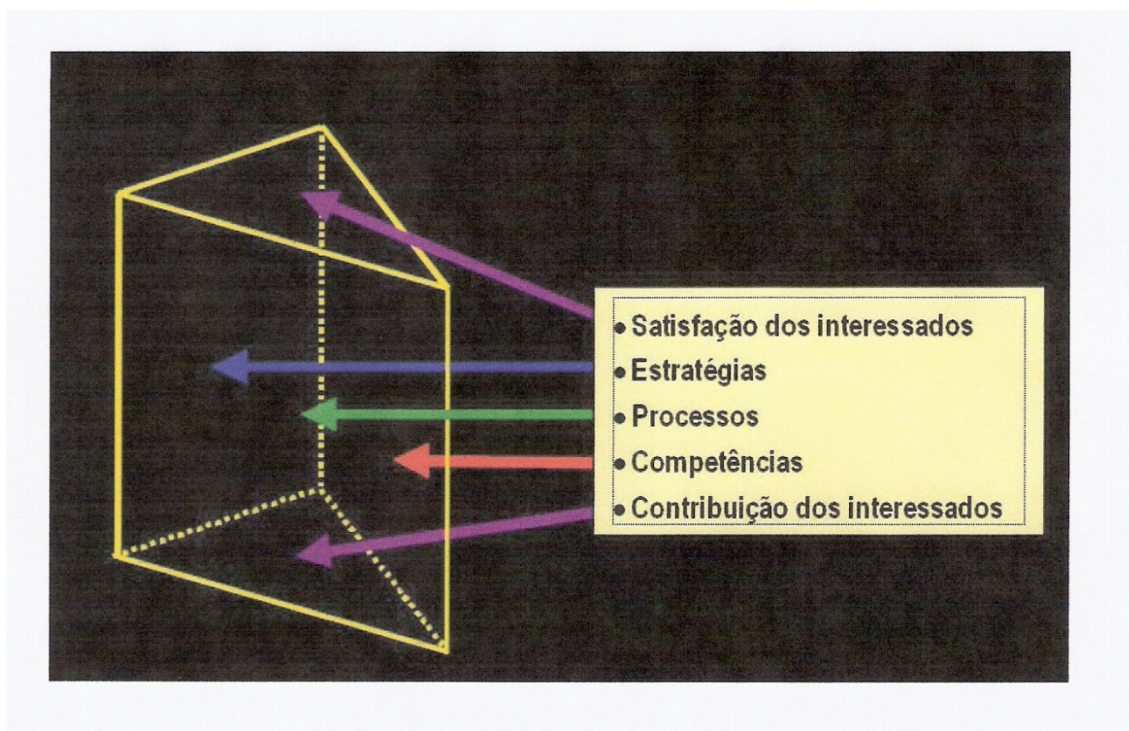 • Satisfação dos interessados
• Estratégias
• Processos
• Competências
• Contribuição dos interessados